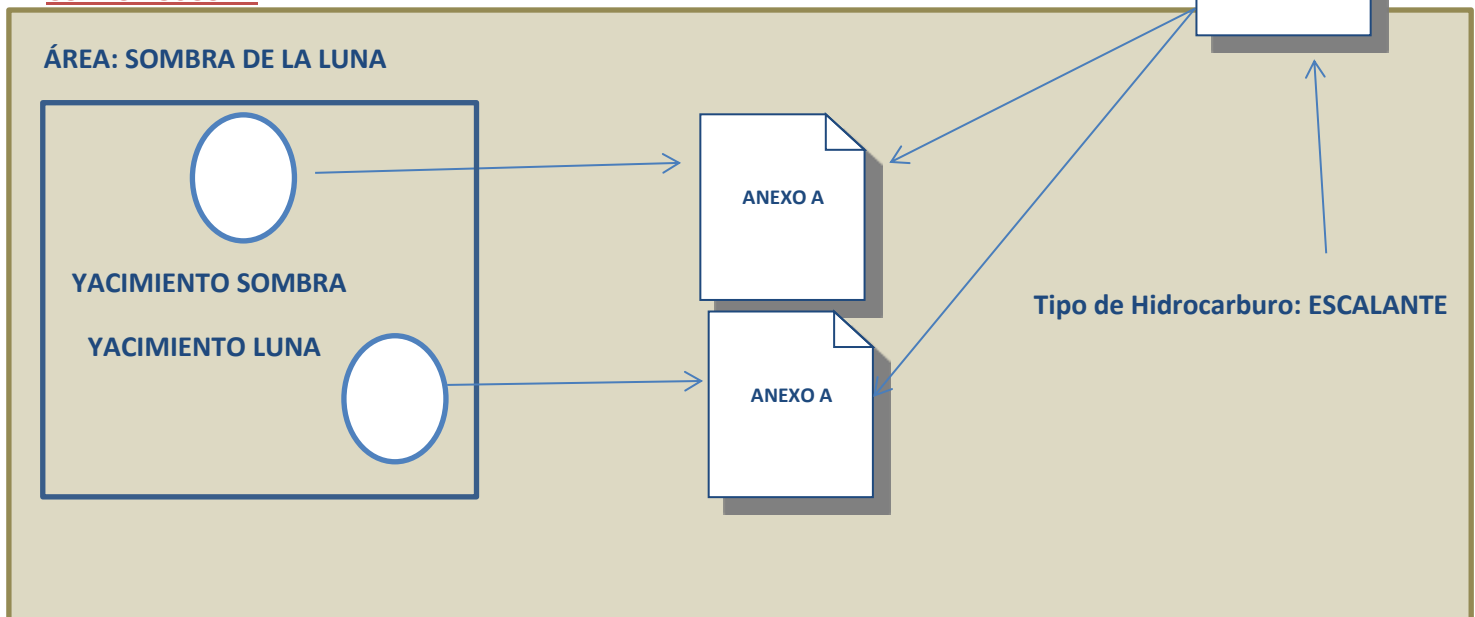 ÁREA: SOMBRA DE LA LUNA
ANEXO A
YACIMIENTO SOMBRA
Tipo de Hidrocarburo: ESCALANTE
YACIMIENTO LUNA
ANEXO A